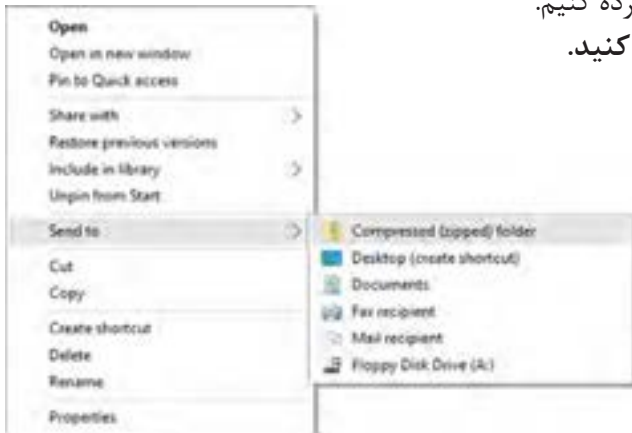 رده کنیم.
کنید.
Open
Open in new window
Pin to Quick access
Share with
Restore previous versions
Include in library
Unpin from Start
Send to
Cut
Copy
Create shortcut
Delete
Rename
Properties
Compressed (zipped) folder
Desktop (create shortcut)
Documents
Fax recipient
Mail recipient
Floppy Disk Drive (A:)